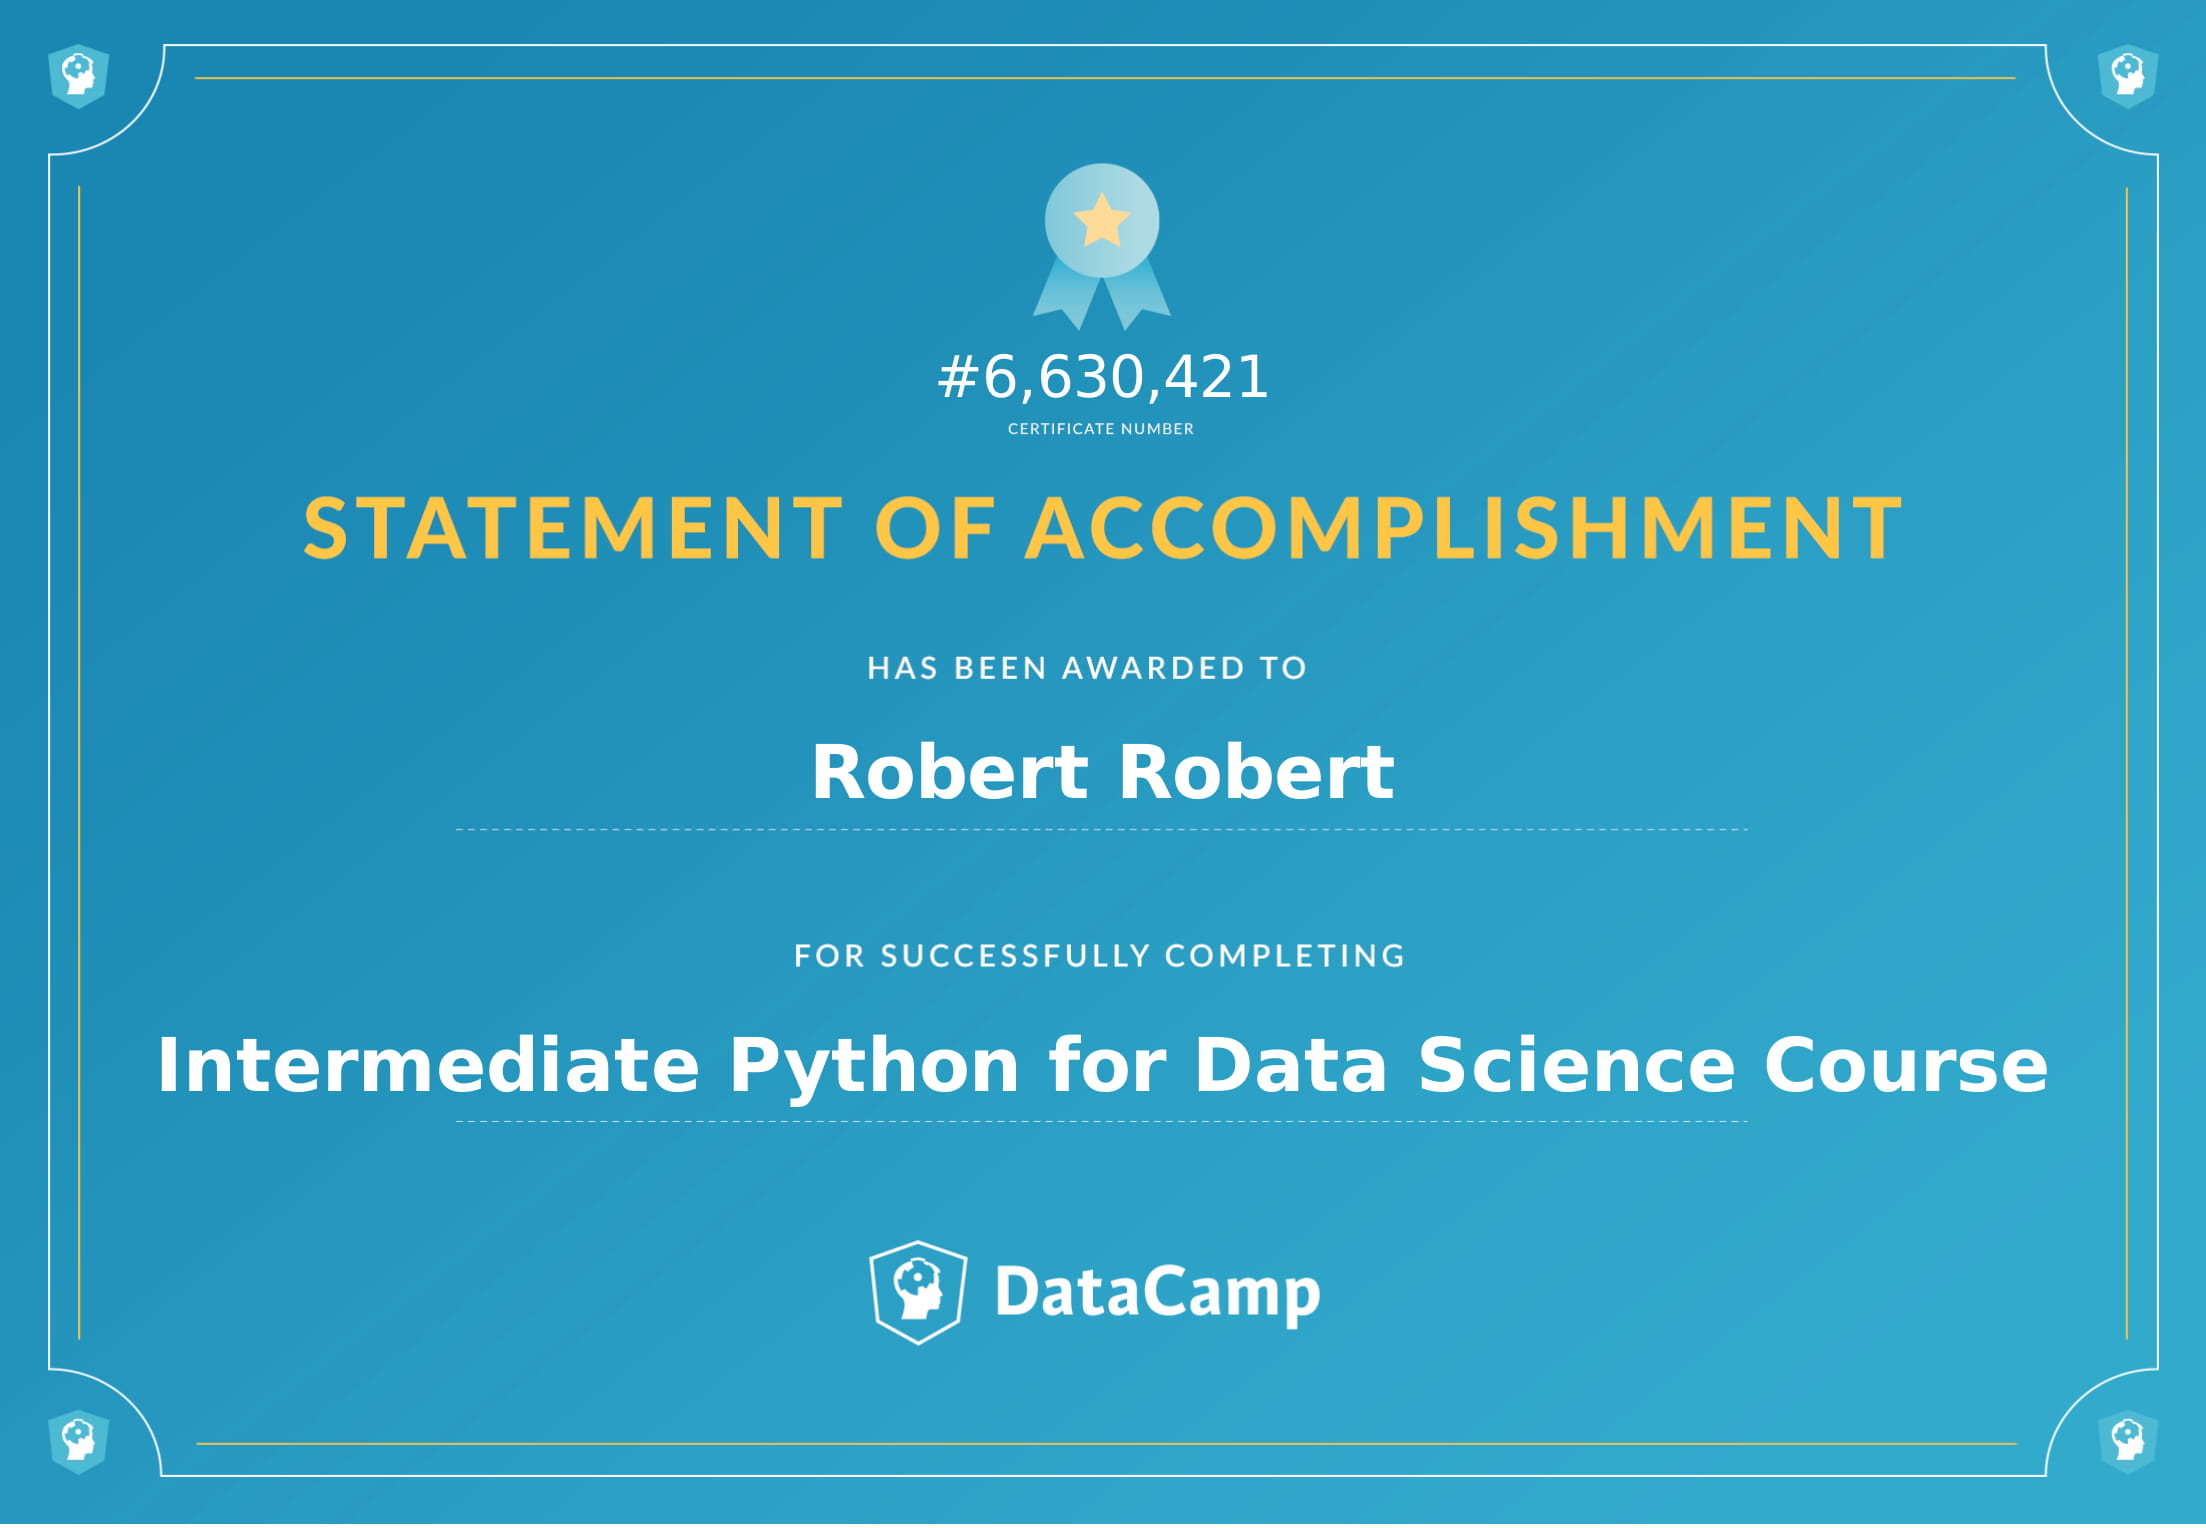 #6,630,421
CERTIFICATE NUMBER
STATEMENT OF ACCOMPLISHMENT
HAS BEEN AWARDED TO
Robert Robert
FOR SUCCESSFULLY COMPLETING
Intermediate Python for Data Science Course
DataCamp